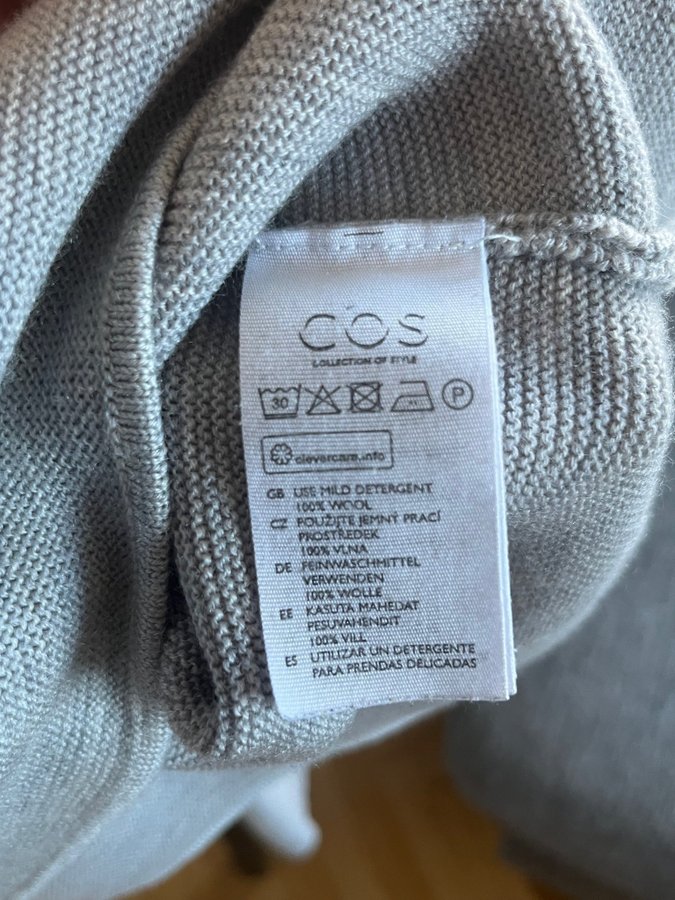 COS
COLLECTION OF STYLE
30 P
clevercare.info
GB USE MILD DETERGENT
100% WOOL
CZ POUŽIJTE JEMNÝ PRACÍ
PROSTŘEDEK
100% VLNA
DE FEINWASCHMITTEL
VERWENDEN
100% WOLLE
EE KASUTA MAHEDAT
PESUVAHENDIT
100% VILL
ES UTILIZAR UN DETERGENTE
PARA PRENDAS DELICADAS